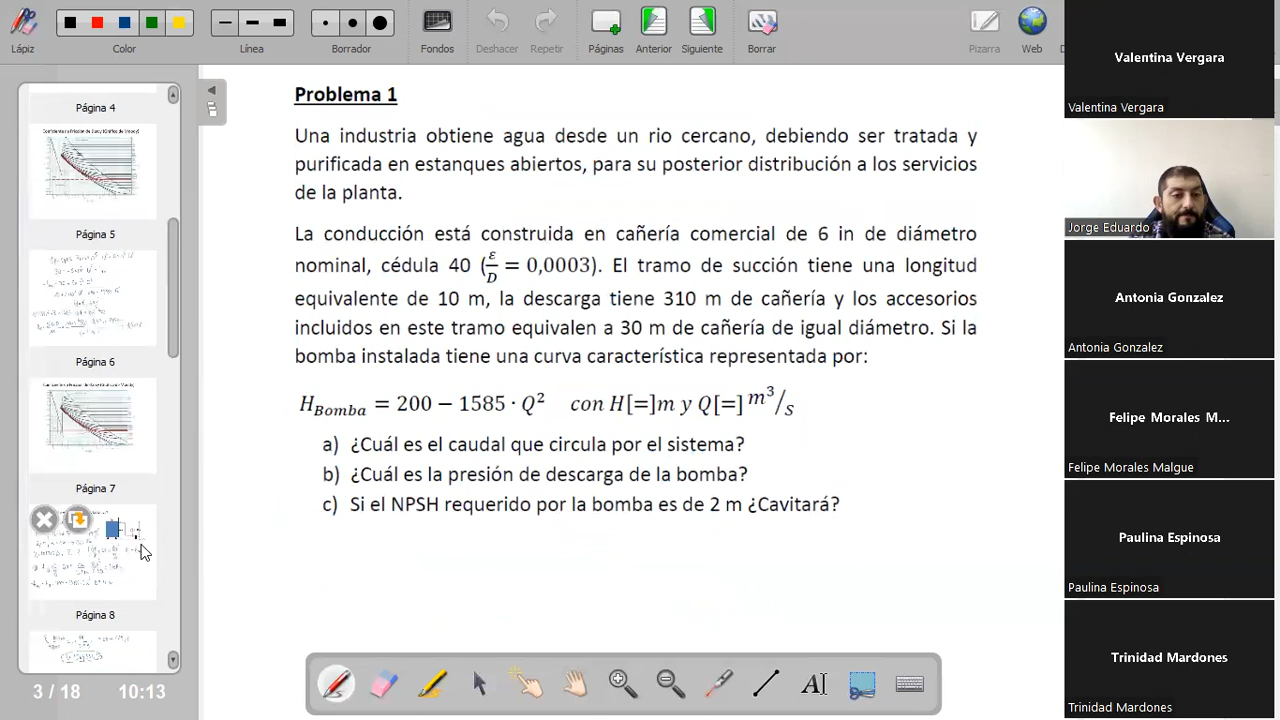 Lápiz
Color
Línea
Borrador
Fondos
Deshacer
Repetir
Páginas
Anterior
Siguiente
Borrar
Pizarra
Web
Página 4
Página 5
Página 6
Página 7
Página 8
3 / 18 10:13
Problema 1
Una industria obtiene agua desde un rio cercano, debiendo ser tratada y
purificada en estanques abiertos, para su posterior distribución a los servicios
de la planta.
La conducción está construida en cañería comercial de 6 in de diámetro
nominal, cédula 40 (ε/D = 0,0003). El tramo de succión tiene una longitud
equivalente de 10 m, la descarga tiene 310 m de cañería y los accesorios
incluidos en este tramo equivalen a 30 m de cañería de igual diámetro. Si la
bomba instalada tiene una curva característica representada por:
H_Bomba = 200 − 1585 · Q² con H[=]m y Q[=] m³/s
a) ¿Cuál es el caudal que circula por el sistema?
b) ¿Cuál es la presión de descarga de la bomba?
c) Si el NPSH requerido por la bomba es de 2 m ¿Cavitará?
Valentina Vergara
Valentina Vergara
Jorge Eduardo
Antonia Gonzalez
Antonia Gonzalez
Felipe Morales M...
Felipe Morales Malgue
Paulina Espinosa
Paulina Espinosa
Trinidad Mardones
Trinidad Mardones